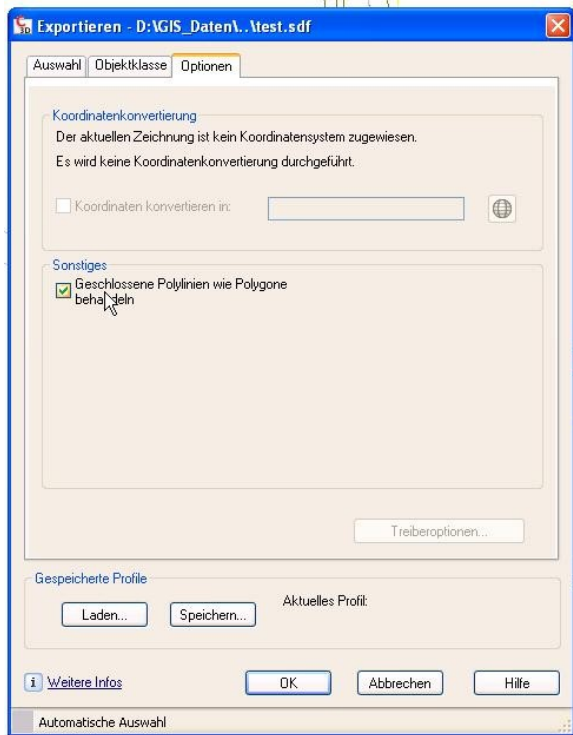 Exportieren - D:\GIS_Daten\..\test.sdf
Auswahl Objektklasse Optionen
Koordinatenkonvertierung
Der aktuellen Zeichnung ist kein Koordinatensystem zugewiesen.
Es wird keine Koordinatenkonvertierung durchgeführt.
Koordinaten konvertieren in:
Sonstiges
Geschlossene Polylinien wie Polygone
behandeln
Treiberoptionen...
Gespeicherte Profile
Laden... Speichern... Aktuelles Profil:
Weitere Infos OK Abbrechen Hilfe
Automatische Auswahl